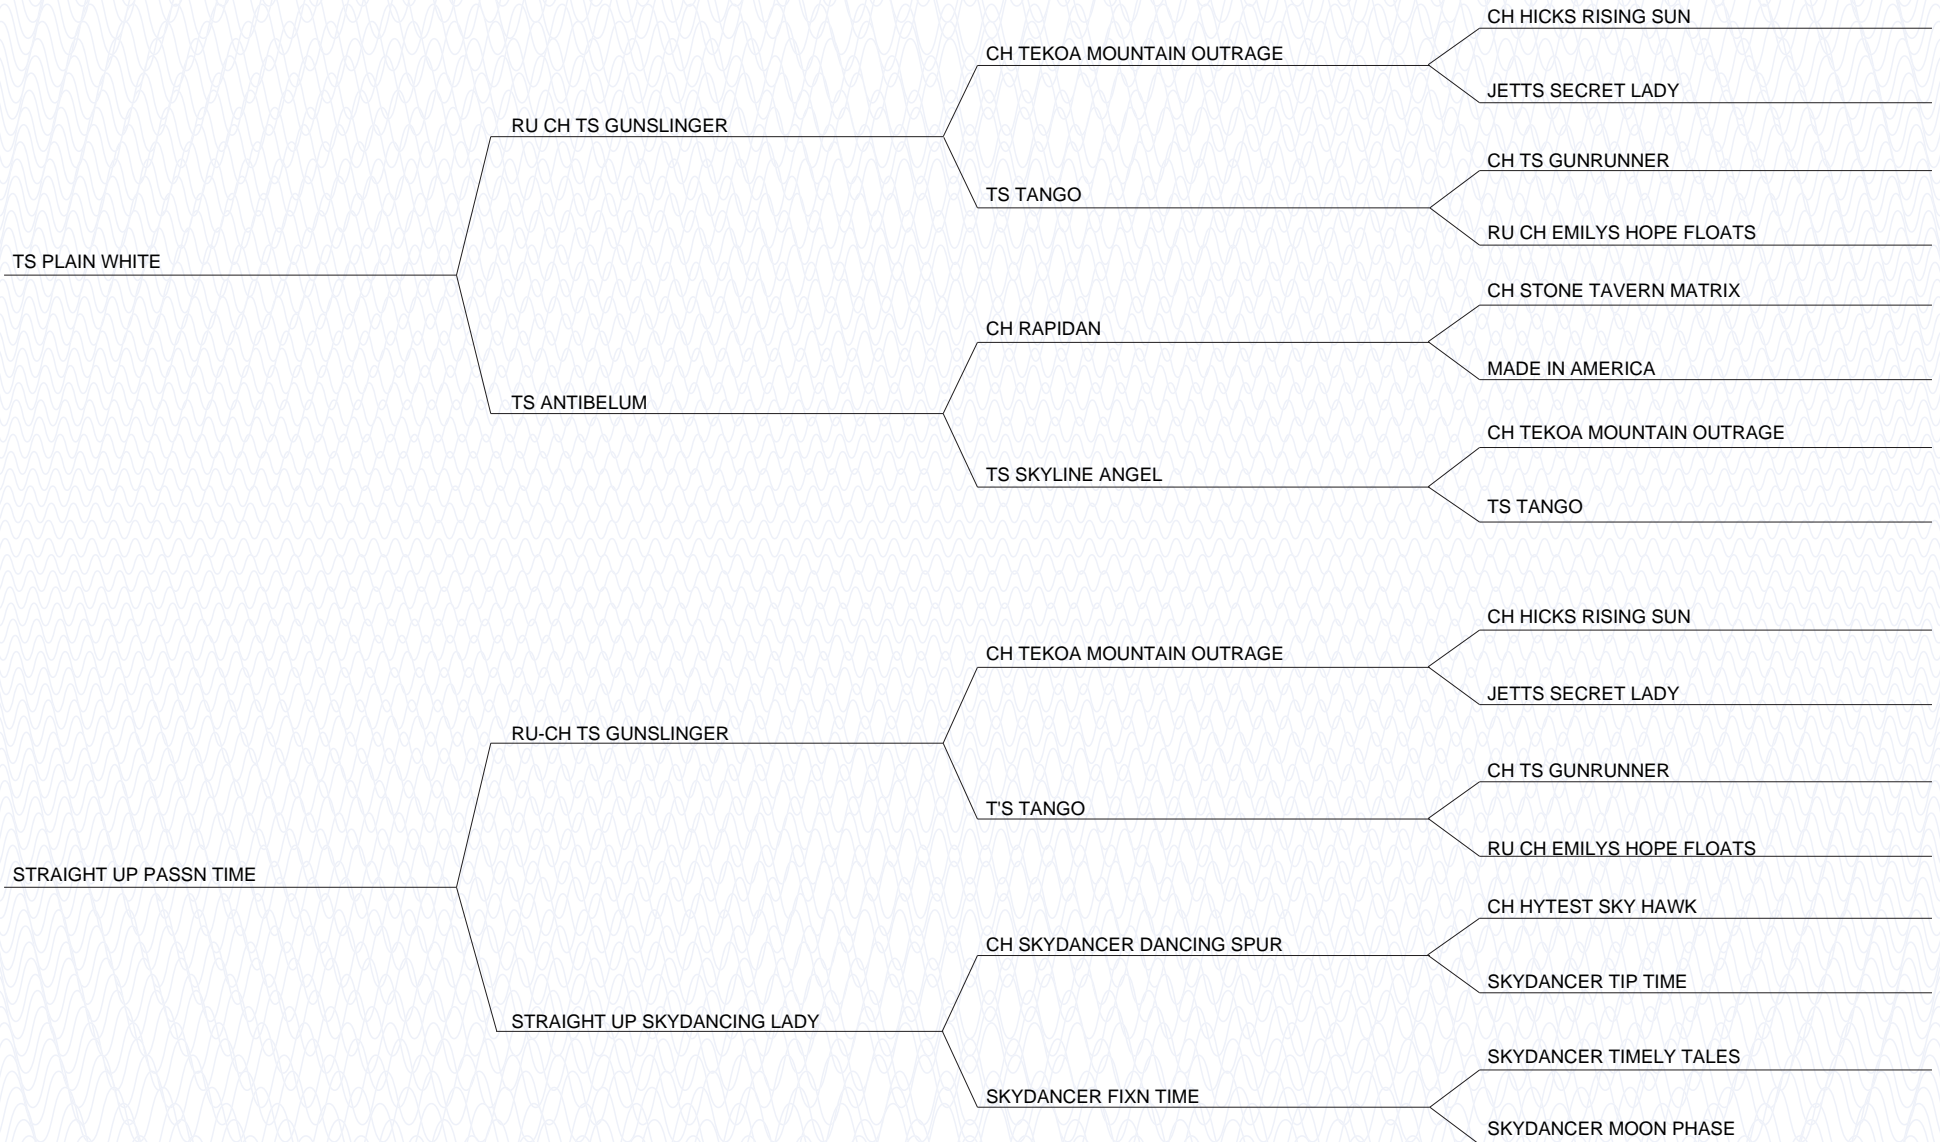 CH HICKS RISING SUN
CH TEKOA MOUNTAIN OUTRAGE
JETTS SECRET LADY
RU CH TS GUNSLINGER
CH TS GUNRUNNER
TS TANGO
RU CH EMILYS HOPE FLOATS
TS PLAIN WHITE
CH STONE TAVERN MATRIX
CH RAPIDAN
MADE IN AMERICA
TS ANTIBELUM
CH TEKOA MOUNTAIN OUTRAGE
TS SKYLINE ANGEL
TS TANGO
CH HICKS RISING SUN
CH TEKOA MOUNTAIN OUTRAGE
JETTS SECRET LADY
RU-CH TS GUNSLINGER
CH TS GUNRUNNER
T'S TANGO
RU CH EMILYS HOPE FLOATS
STRAIGHT UP PASSN TIME
CH HYTEST SKY HAWK
CH SKYDANCER DANCING SPUR
SKYDANCER TIP TIME
STRAIGHT UP SKYDANCING LADY
SKYDANCER TIMELY TALES
SKYDANCER FIXN TIME
SKYDANCER MOON PHASE